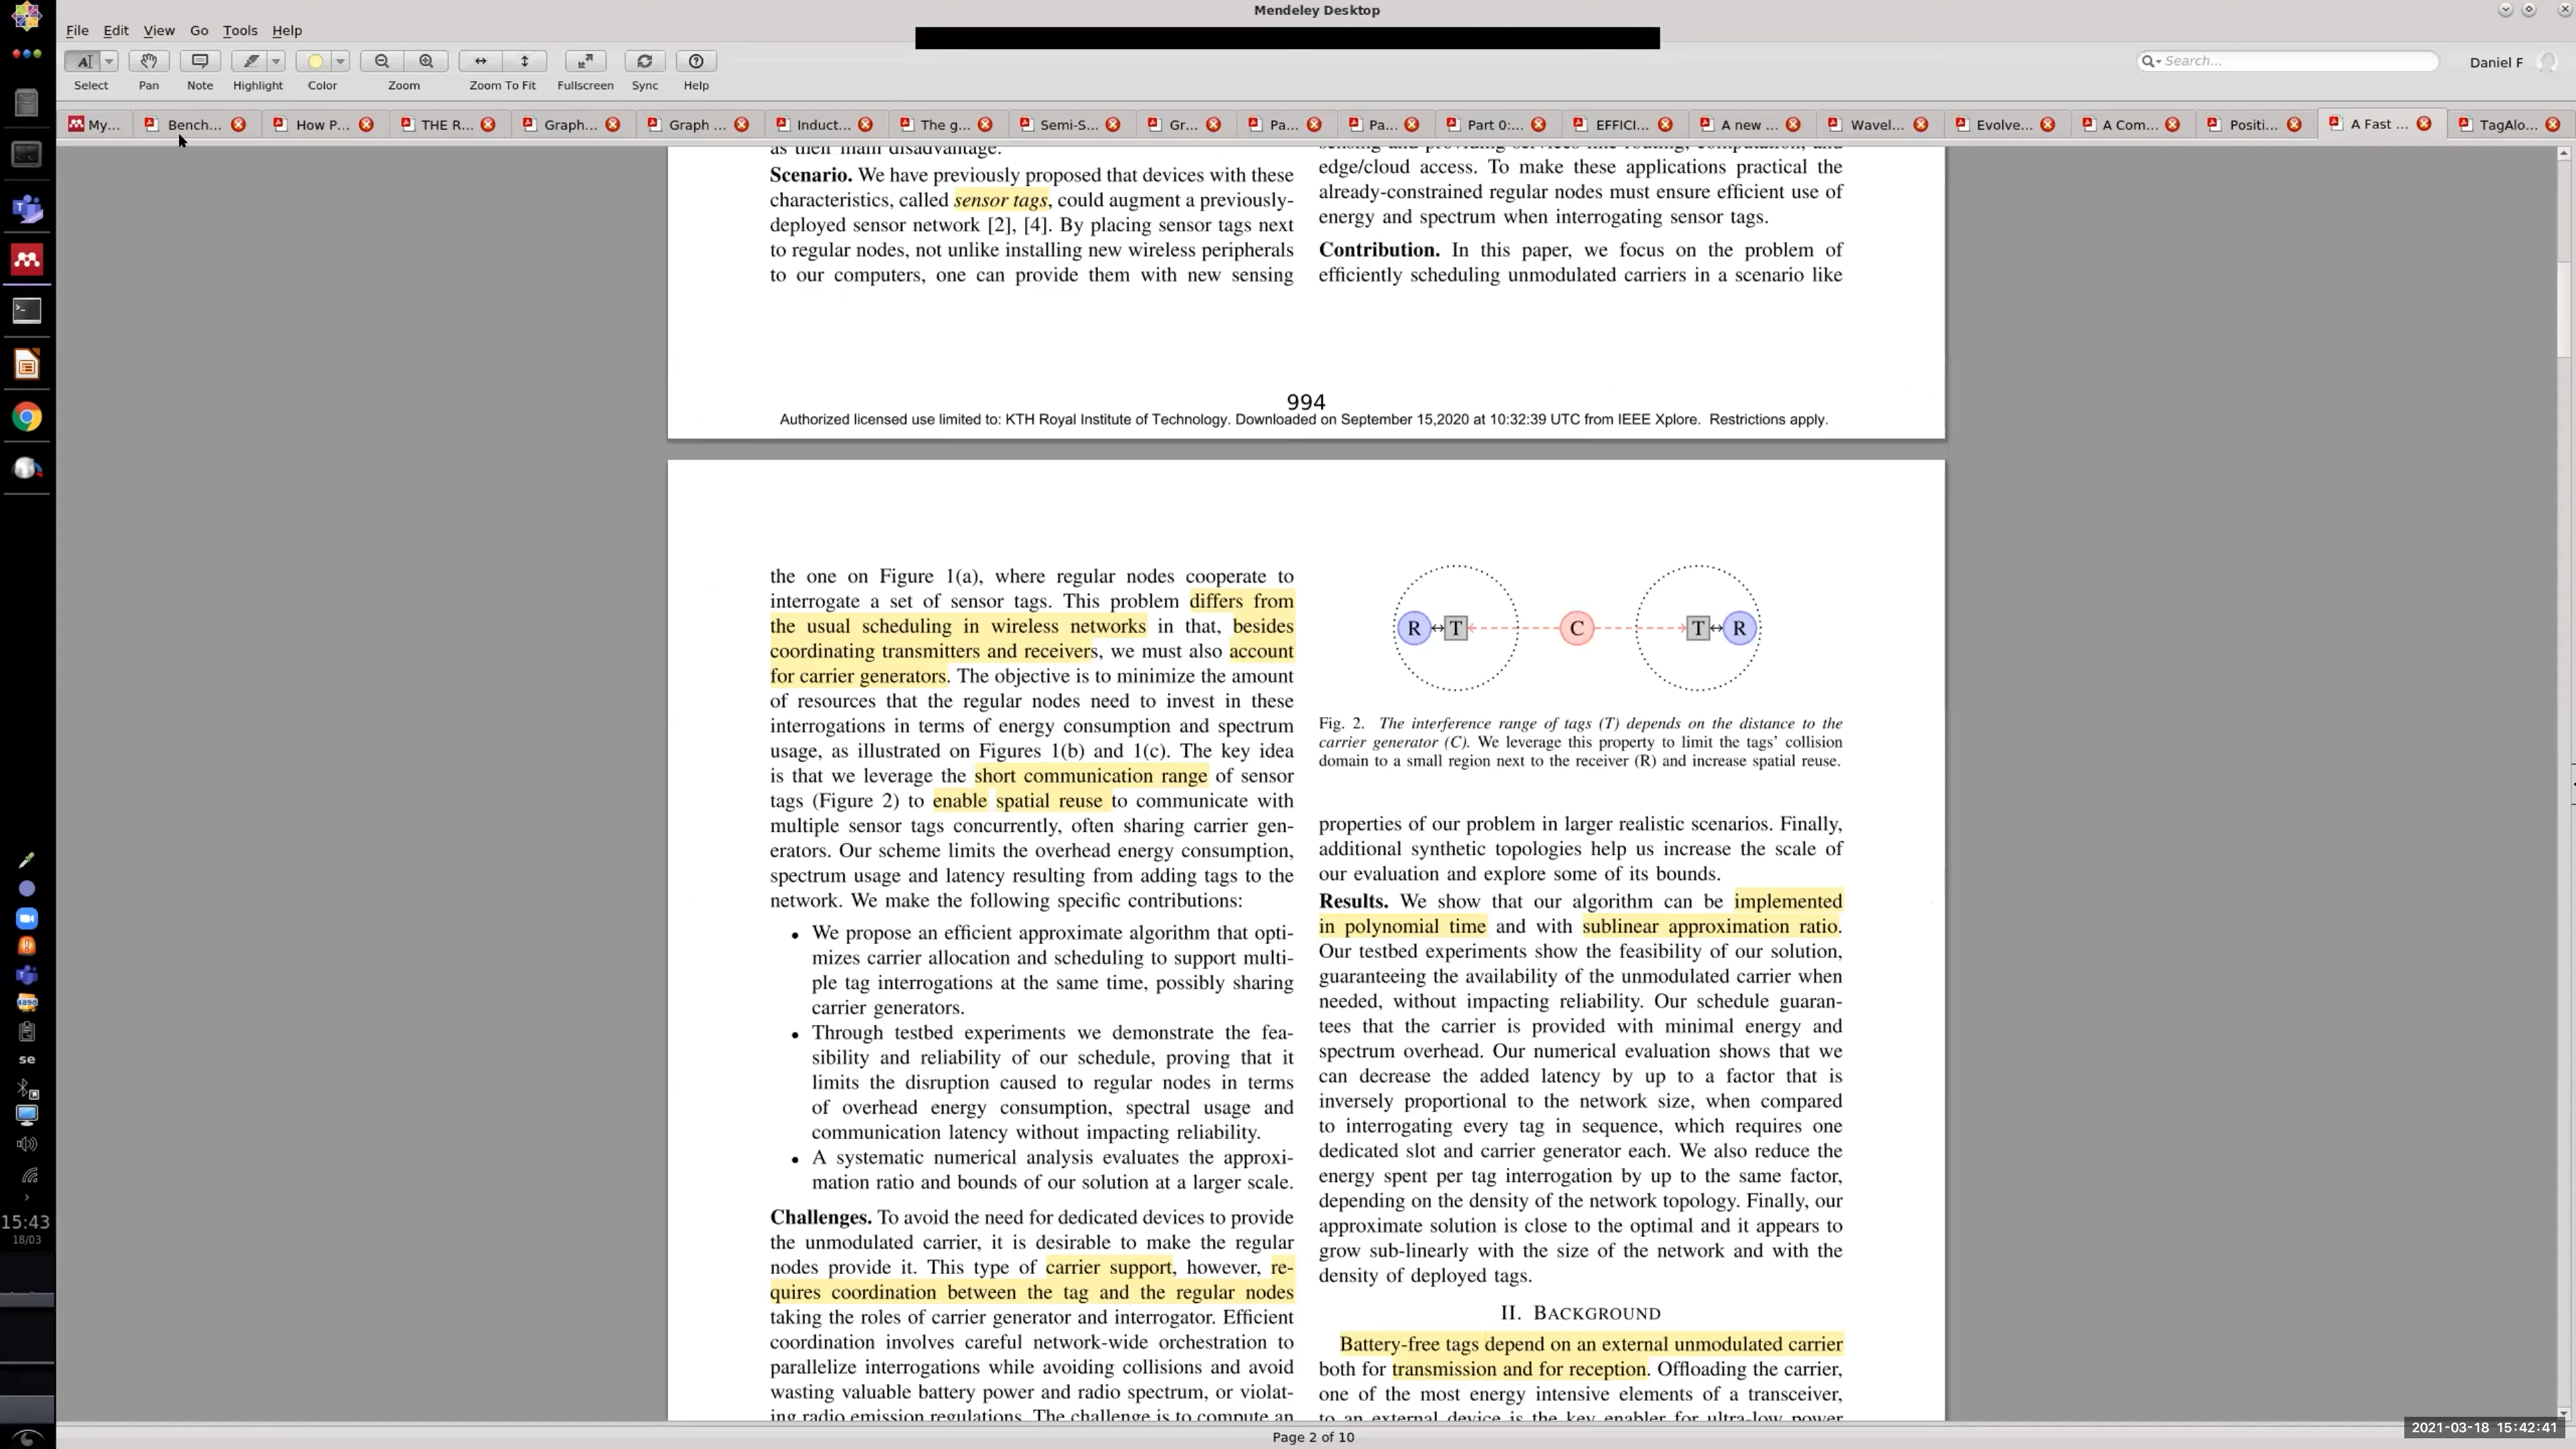 Mendeley Desktop
File Edit View Go Tools Help
Select Pan Note Highlight Color Zoom Zoom To Fit Fullscreen Sync Help
Search...
Daniel F
My... Bench... How P... THE R... Graph... Graph ... Induct... The g... Semi-S... Gr... Pa... Pa... Part 0:... EFFICI... A new ... Wavel... Evolve... A Com... Positi... A Fast ... TagAlo...
as their main disadvantage.
Scenario. We have previously proposed that devices with these
characteristics, called sensor tags, could augment a previously-
deployed sensor network [2], [4]. By placing sensor tags next
to regular nodes, not unlike installing new wireless peripherals
to our computers, one can provide them with new sensing
edge/cloud access. To make these applications practical the
already-constrained regular nodes must ensure efficient use of
energy and spectrum when interrogating sensor tags.
Contribution. In this paper, we focus on the problem of
efficiently scheduling unmodulated carriers in a scenario like
994
Authorized licensed use limited to: KTH Royal Institute of Technology. Downloaded on September 15,2020 at 10:32:39 UTC from IEEE Xplore. Restrictions apply.
the one on Figure 1(a), where regular nodes cooperate to
interrogate a set of sensor tags. This problem differs from
the usual scheduling in wireless networks in that, besides
coordinating transmitters and receivers, we must also account
for carrier generators. The objective is to minimize the amount
of resources that the regular nodes need to invest in these
interrogations in terms of energy consumption and spectrum
usage, as illustrated on Figures 1(b) and 1(c). The key idea
is that we leverage the short communication range of sensor
tags (Figure 2) to enable spatial reuse to communicate with
multiple sensor tags concurrently, often sharing carrier gen-
erators. Our scheme limits the overhead energy consumption,
spectrum usage and latency resulting from adding tags to the
network. We make the following specific contributions:
• We propose an efficient approximate algorithm that opti-
mizes carrier allocation and scheduling to support multi-
ple tag interrogations at the same time, possibly sharing
carrier generators.
• Through testbed experiments we demonstrate the fea-
sibility and reliability of our schedule, proving that it
limits the disruption caused to regular nodes in terms
of overhead energy consumption, spectral usage and
communication latency without impacting reliability.
• A systematic numerical analysis evaluates the approxi-
mation ratio and bounds of our solution at a larger scale.
Challenges. To avoid the need for dedicated devices to provide
the unmodulated carrier, it is desirable to make the regular
nodes provide it. This type of carrier support, however, re-
quires coordination between the tag and the regular nodes
taking the roles of carrier generator and interrogator. Efficient
coordination involves careful network-wide orchestration to
parallelize interrogations while avoiding collisions and avoid
wasting valuable battery power and radio spectrum, or violat-
ing radio emission regulations. The challenge is to compute an
R T C T R
Fig. 2. The interference range of tags (T) depends on the distance to the
carrier generator (C). We leverage this property to limit the tags' collision
domain to a small region next to the receiver (R) and increase spatial reuse.
properties of our problem in larger realistic scenarios. Finally,
additional synthetic topologies help us increase the scale of
our evaluation and explore some of its bounds.
Results. We show that our algorithm can be implemented
in polynomial time and with sublinear approximation ratio.
Our testbed experiments show the feasibility of our solution,
guaranteeing the availability of the unmodulated carrier when
needed, without impacting reliability. Our schedule guaran-
tees that the carrier is provided with minimal energy and
spectrum overhead. Our numerical evaluation shows that we
can decrease the added latency by up to a factor that is
inversely proportional to the network size, when compared
to interrogating every tag in sequence, which requires one
dedicated slot and carrier generator each. We also reduce the
energy spent per tag interrogation by up to the same factor,
depending on the density of the network topology. Finally, our
approximate solution is close to the optimal and it appears to
grow sub-linearly with the size of the network and with the
density of deployed tags.
II. BACKGROUND
Battery-free tags depend on an external unmodulated carrier
both for transmission and for reception. Offloading the carrier,
one of the most energy intensive elements of a transceiver,
to an external device is the key enabler for ultra-low power
se
15:43
18/03
Page 2 of 10
2021-03-18 15:42:41